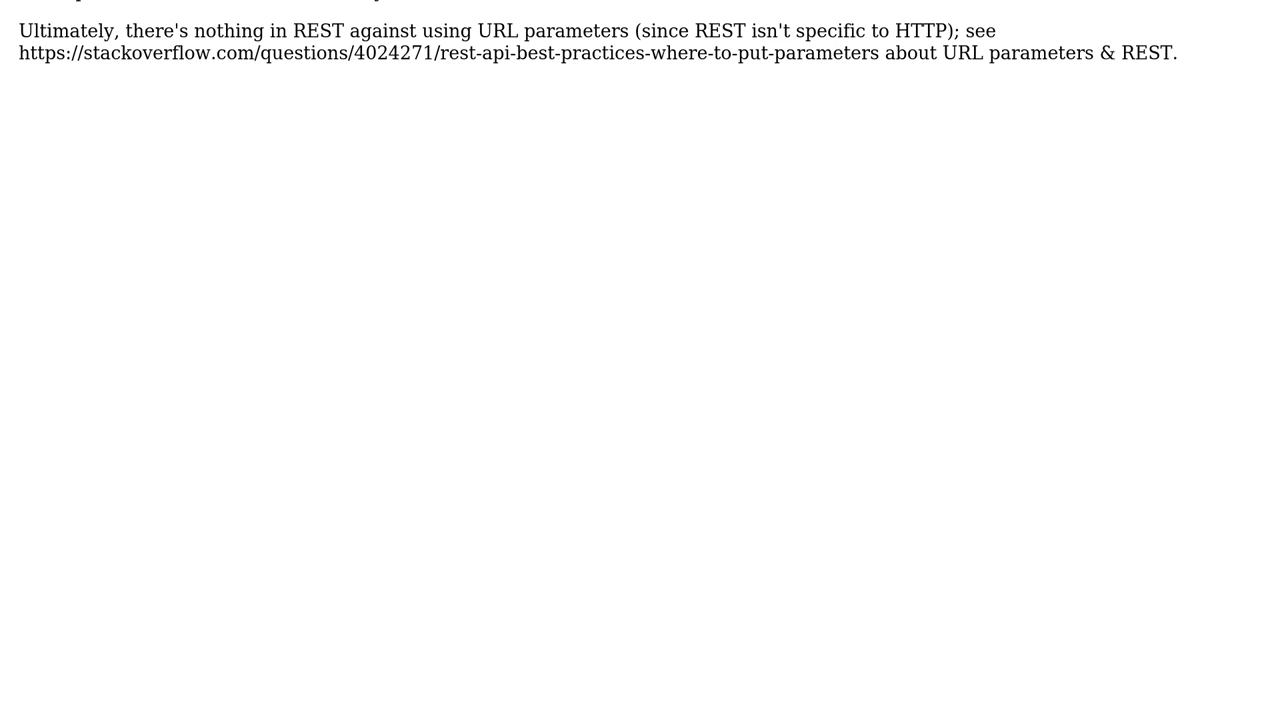 Ultimately, there's nothing in REST against using URL parameters (since REST isn't specific to HTTP); see
https://stackoverflow.com/questions/4024271/rest-api-best-practices-where-to-put-parameters about URL parameters & REST.